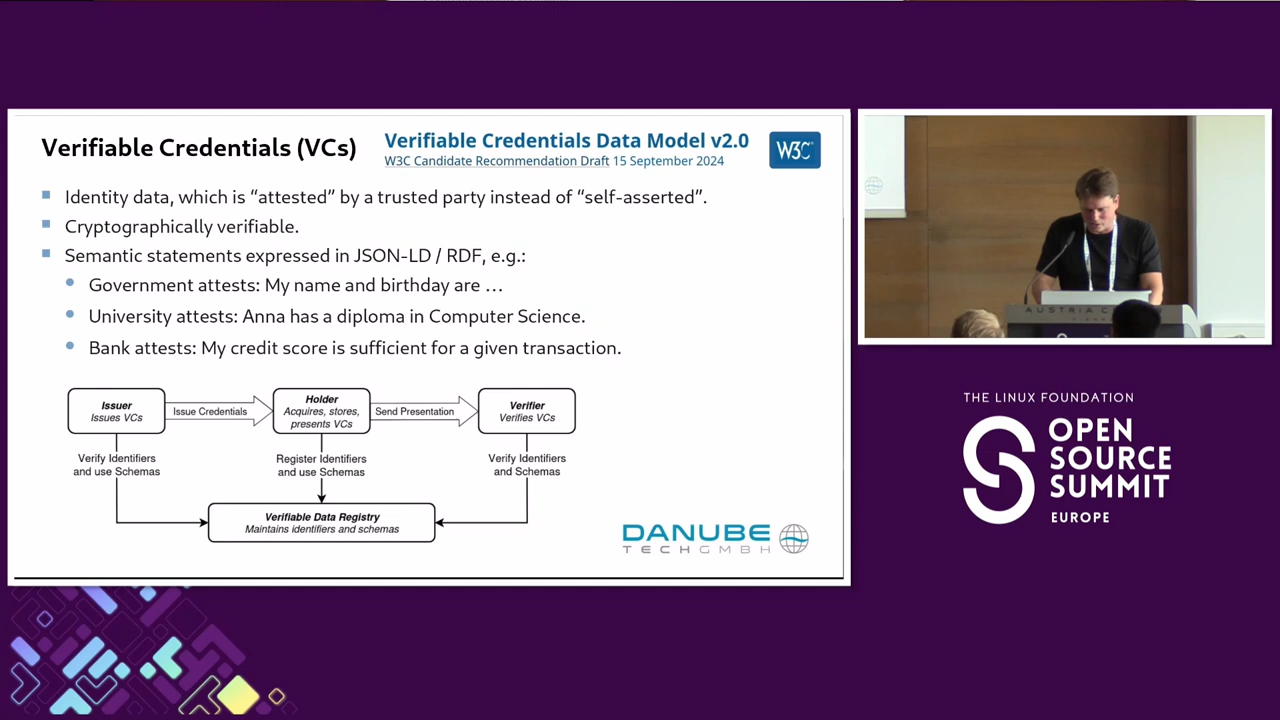 Verifiable Credentials (VCs)
Verifiable Credentials Data Model v2.0
W3C Candidate Recommendation Draft 15 September 2024
W3C
Identity data, which is “attested” by a trusted party instead of “self-asserted”.
Cryptographically verifiable.
Semantic statements expressed in JSON-LD / RDF, e.g.:
Government attests: My name and birthday are …
University attests: Anna has a diploma in Computer Science.
Bank attests: My credit score is sufficient for a given transaction.
Issuer
Issues VCs
Issue Credentials
Holder
Acquires, stores,
presents VCs
Send Presentation
Verifier
Verifies VCs
Verify Identifiers
and use Schemas
Register Identifiers
and use Schemas
Verify Identifiers
and Schemas
Verifiable Data Registry
Maintains identifiers and schemas
DANUBE
TECH GMBH
AUSTRIA
THE LINUX FOUNDATION
OPEN
SOURCE
SUMMIT
EUROPE